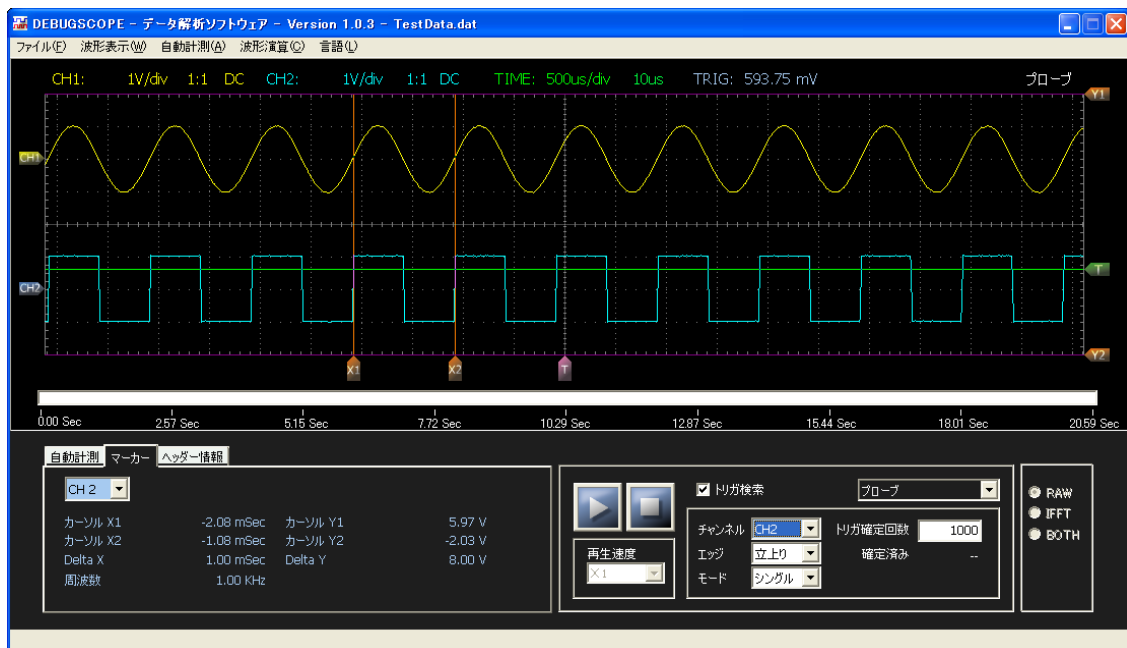 DEBUGSCOPE - データ解析ソフトウェア - Version 1.0.3 - TestData.dat
ファイル(F) 波形表示(W) 自動計測(A) 波形演算(C) 言語(L)
CH1: 1V/div 1:1 DC CH2: 1V/div 1:1 DC TIME: 500us/div 10us TRIG: 593.75 mV プローブ
Y1
CH1
T
CH2
Y2
X1 X2 T
0.00 Sec 2.57 Sec 5.15 Sec 7.72 Sec 10.29 Sec 12.87 Sec 15.44 Sec 18.01 Sec 20.59 Sec
自動計測 マーカー ヘッダー情報
CH 2
カーソル X1 -2.08 mSec カーソル Y1 5.97 V
カーソル X2 -1.08 mSec カーソル Y2 -2.03 V
Delta X 1.00 mSec Delta Y 8.00 V
周波数 1.00 KHz
再生速度
X1
トリガ検索 プローブ
チャンネル CH2 トリガ確定回数 1000
エッジ 立上り 確定済み --
モード シングル
RAW
IFFT
BOTH